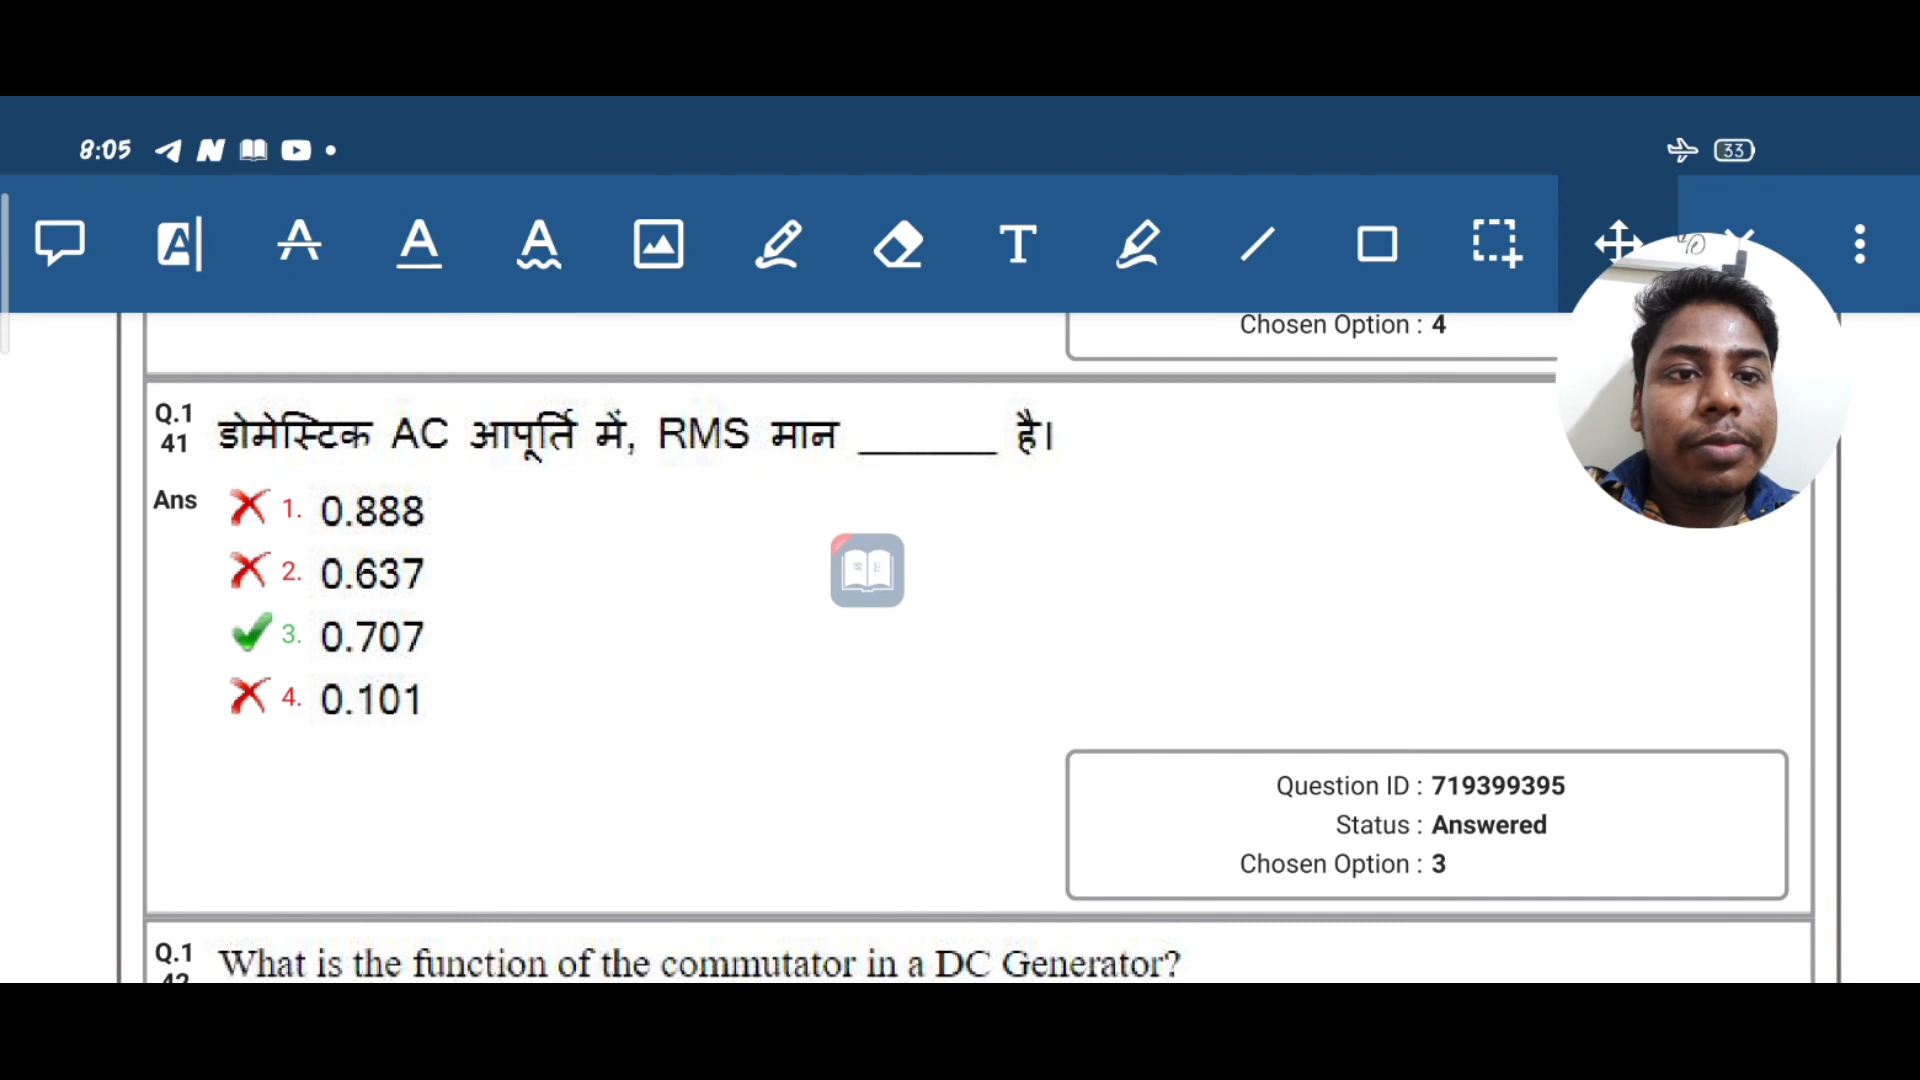 8:05
33
Chosen Option : 4
Q.1
41
डोमेस्टिक AC आपूर्ति में, RMS मान _______ है।
Ans
1. 0.888
2. 0.637
3. 0.707
4. 0.101
Question ID : 719399395
Status : Answered
Chosen Option : 3
Q.1
42
What is the function of the commutator in a DC Generator?